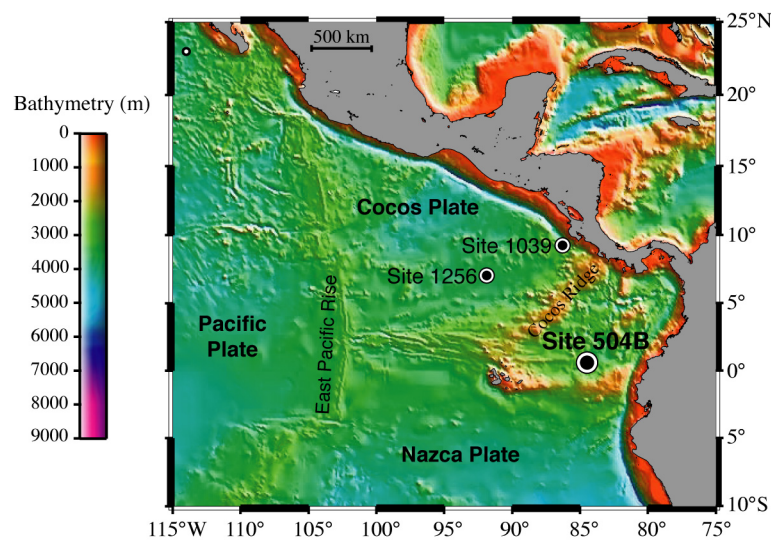 25°N
500 km
Bathymetry (m)
0
1000
2000
3000
4000
5000
6000
7000
8000
9000
20°
15°
Cocos Plate
Site 1039
10°
Site 1256
Cocos Ridge
5°
East Pacific Rise
Pacific
Plate
Site 504B
0°
Nazca Plate
5°
10°S
115°W 110° 105° 100° 95° 90° 85° 80° 75°